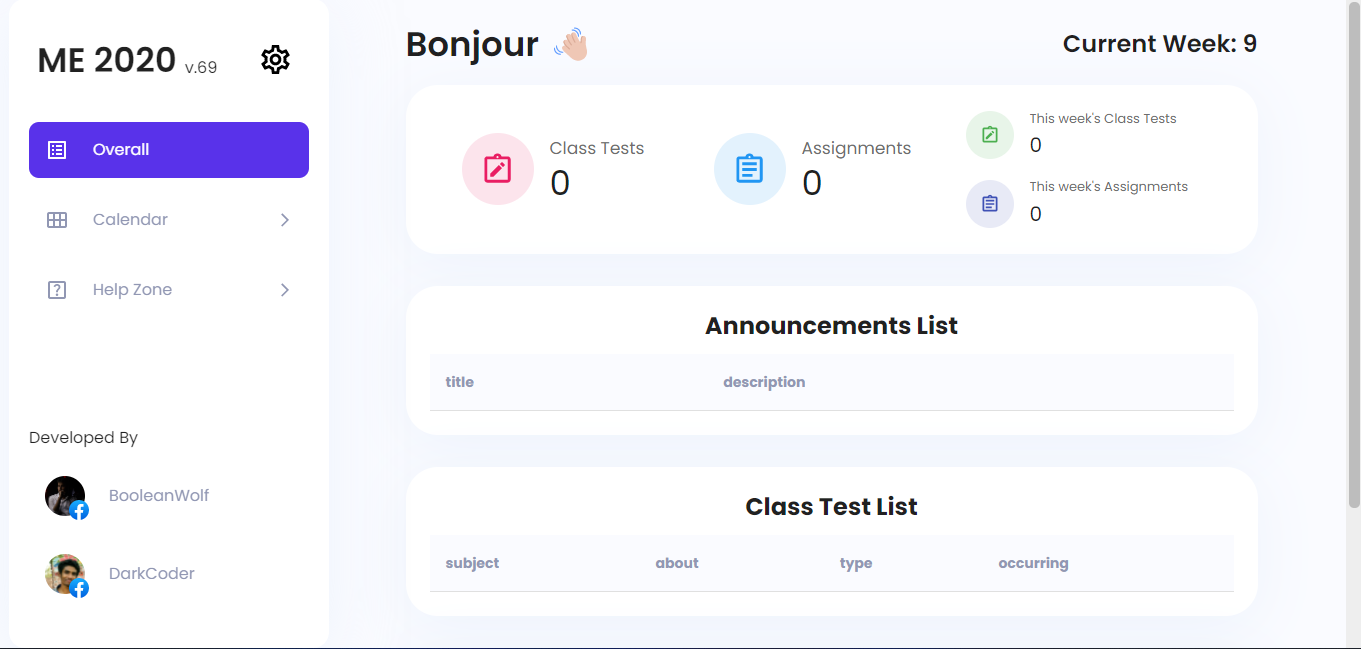 ME 2020 v.69
Overall
Calendar
Help Zone
Developed By
BooleanWolf
DarkCoder
Bonjour
Current Week: 9
Class Tests
0
Assignments
0
This week's Class Tests
0
This week's Assignments
0
Announcements List
title description
Class Test List
subject about type occurring